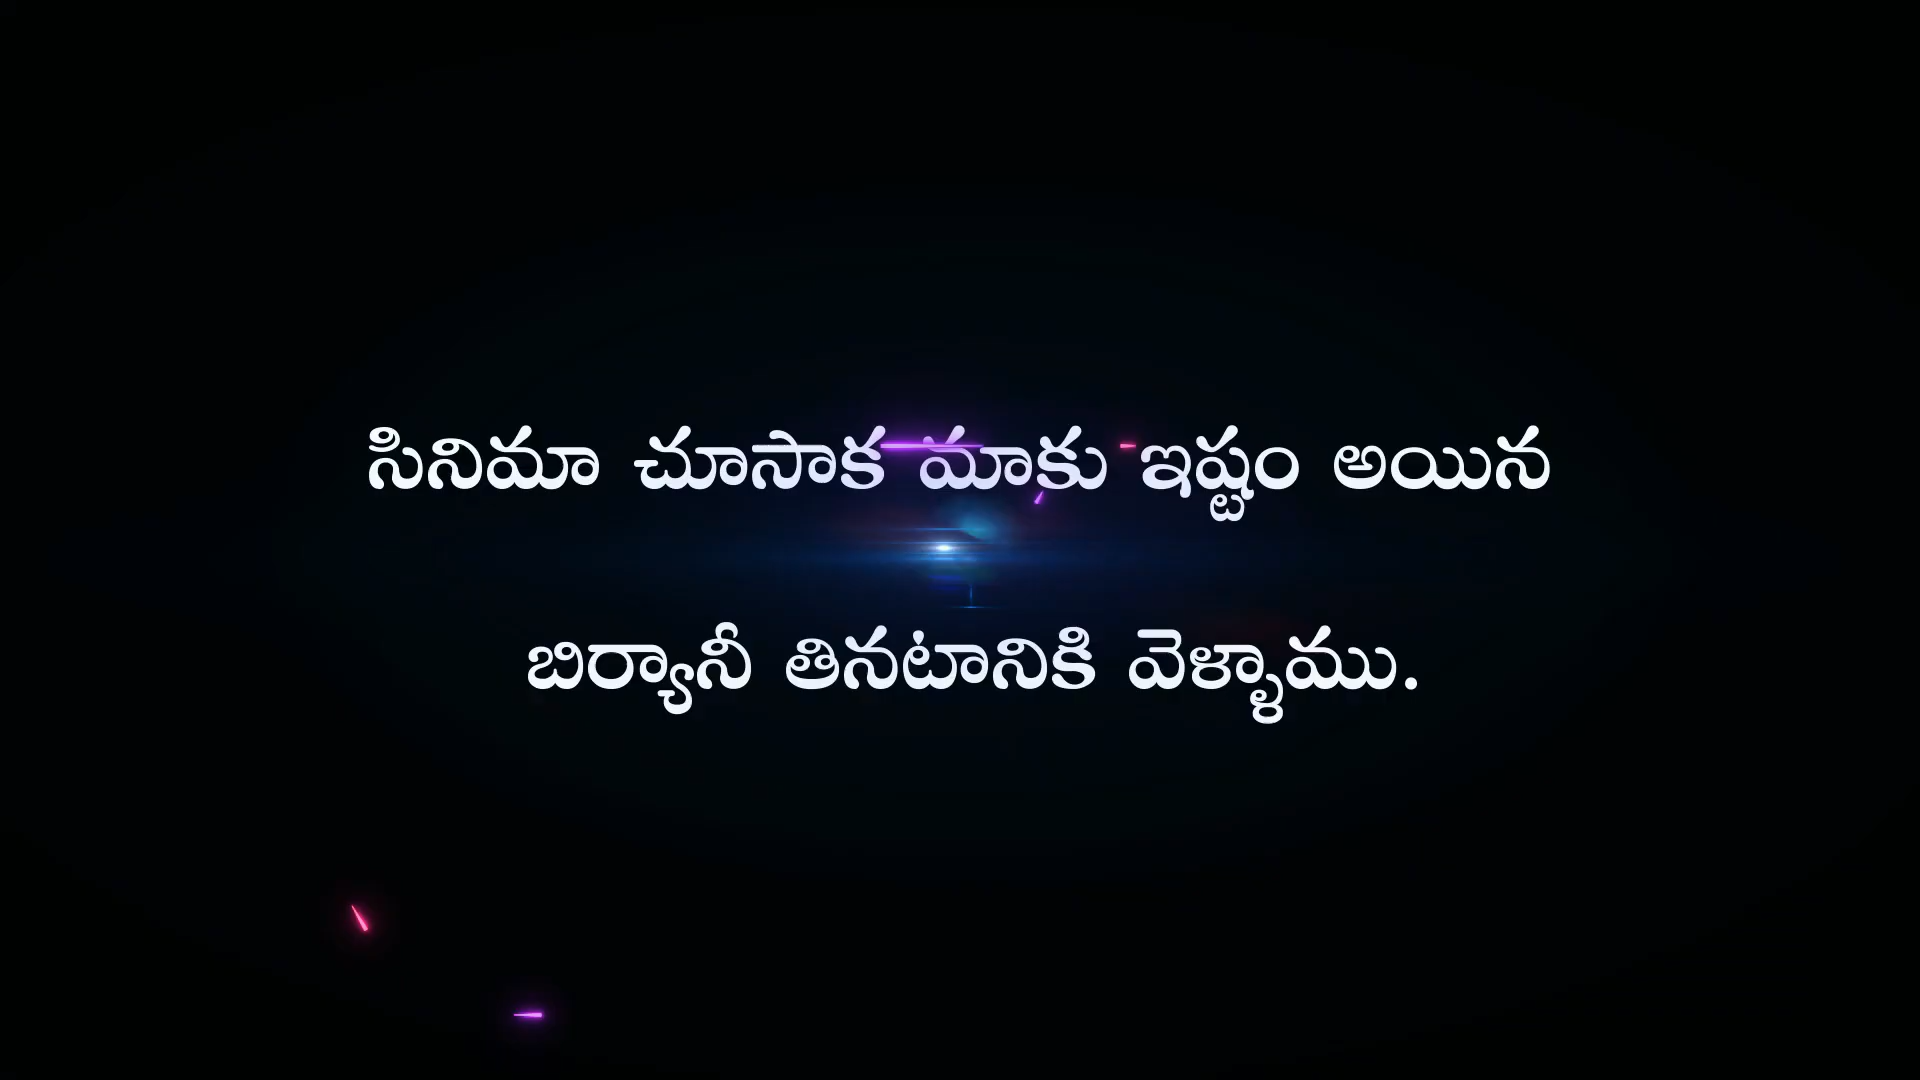 సినిమా చూసాక మాకు ఇష్టం అయిన
బిర్యానీ తినటానికి వెళ్ళాము.